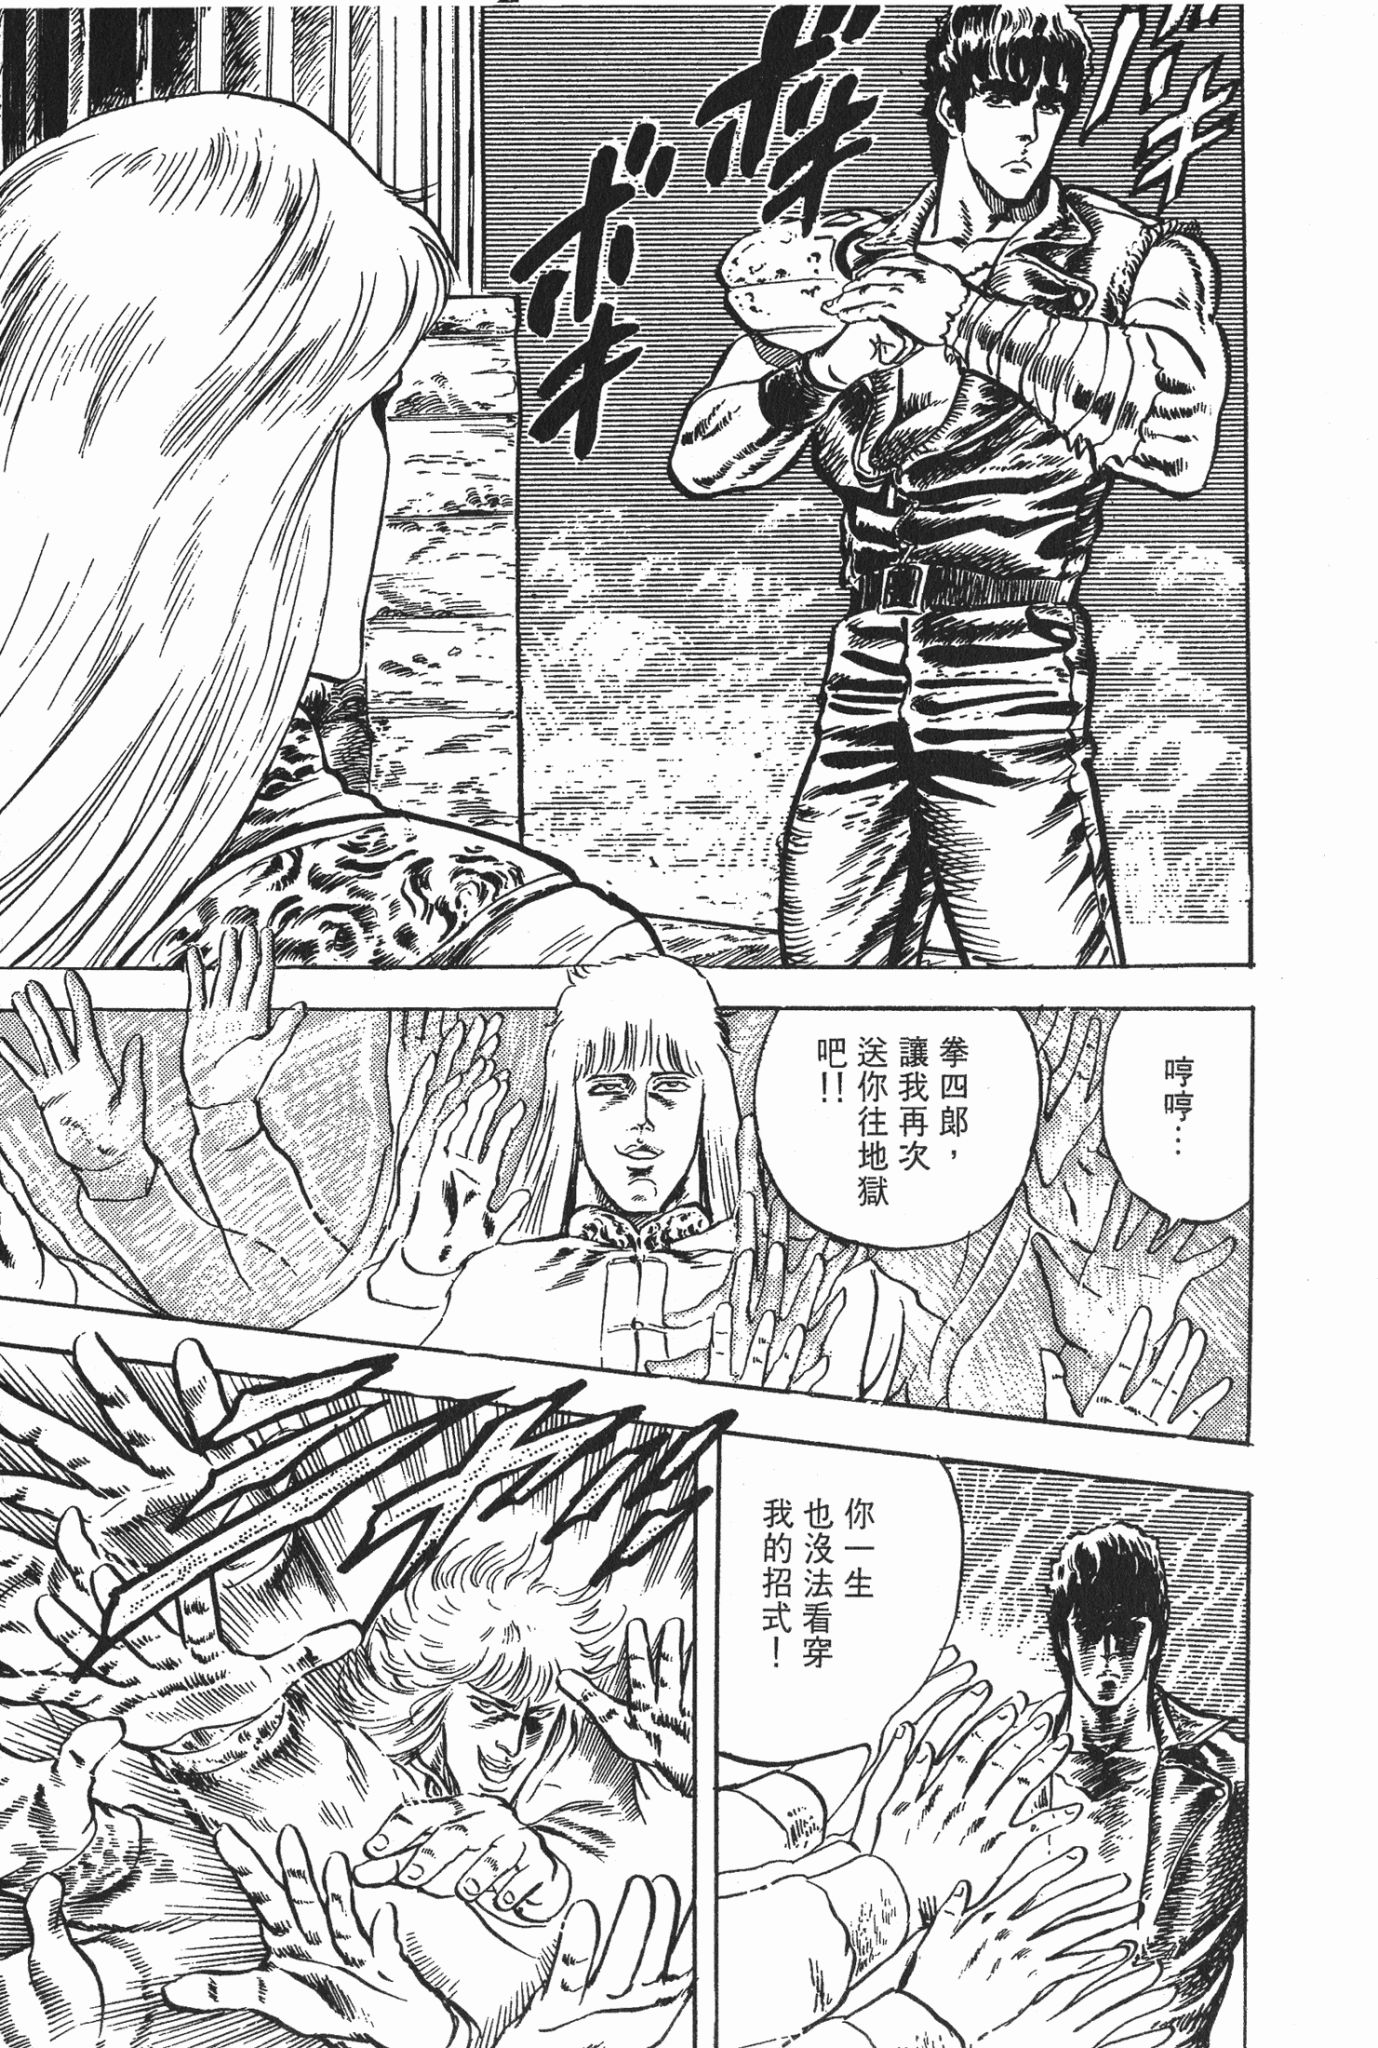 ボキ
ボキ
ボキ
哼哼…
拳四郎，
讓我再次
送你往地獄
吧!!
你一生
也沒法看穿
我的招式！